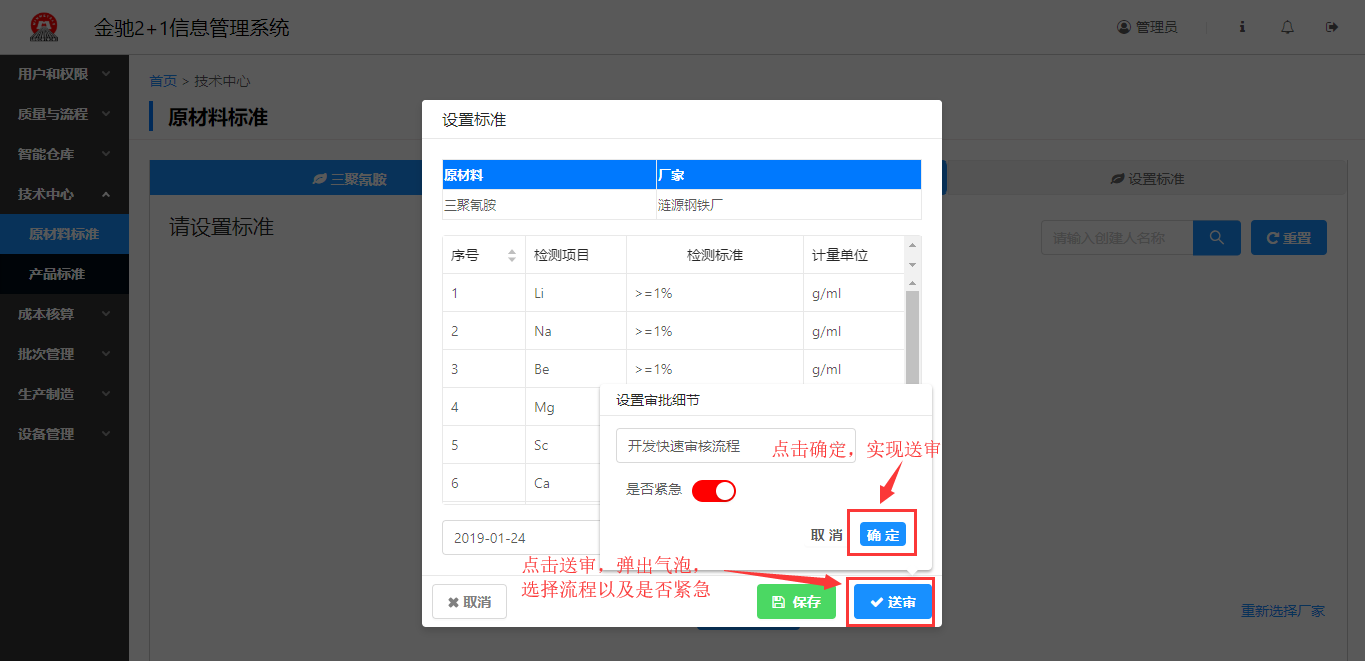 金驰2+1信息管理系统
管理员
用户和权限
质量与流程
智能仓库
技术中心
原材料标准
产品标准
成本核算
批次管理
生产制造
设备管理
首页 > 技术中心
原材料标准
三聚氰胺
设置标准
请设置标准
请输入创建人名称
重置
设置标准
原材料 厂家
三聚氰胺 涟源钢铁厂
序号 检测项目 检测标准 计量单位
1 Li >=1% g/ml
2 Na >=1% g/ml
3 Be >=1% g/ml
4 Mg
5 Sc
6 Ca
设置审批细节
开发快速审核流程
点击确定，实现送审
是否紧急
取 消
确 定
2019-01-24
点击送审，弹出气泡，
选择流程以及是否紧急
取消
保存
送审
重新选择厂家